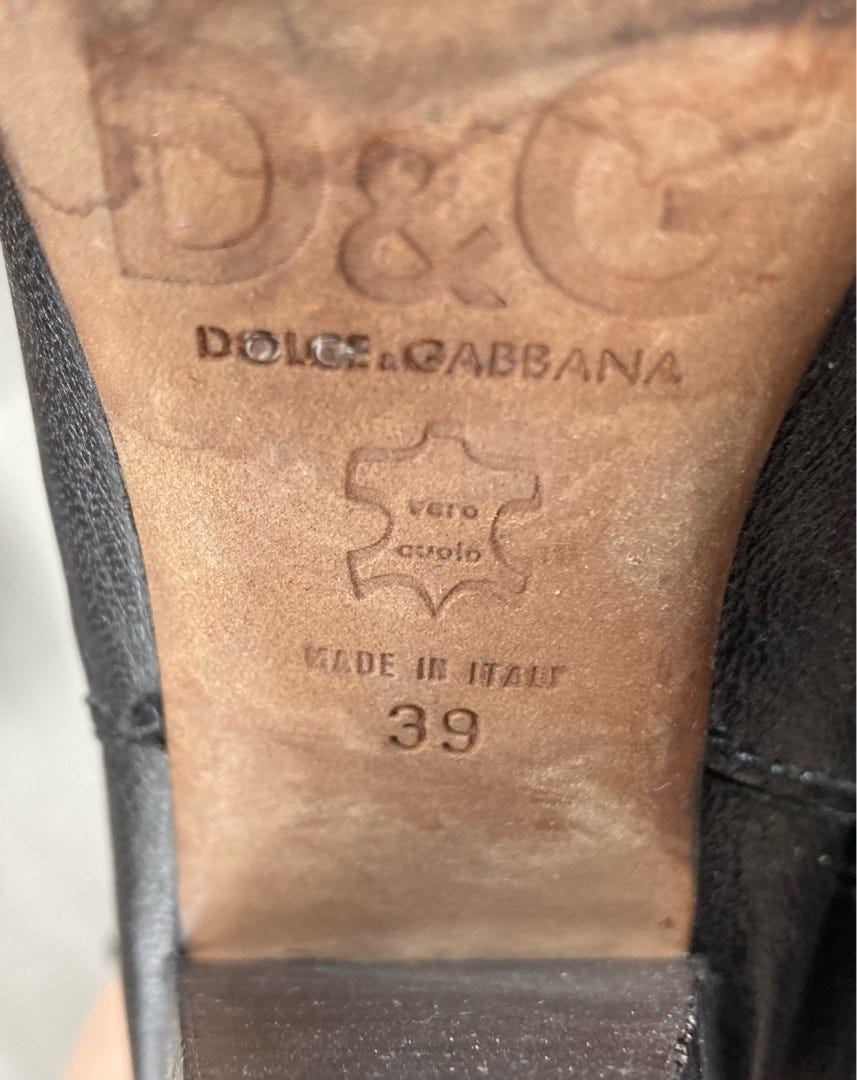 D&G
DOLCE & GABBANA
vero
cuoio
MADE IN ITALY
39